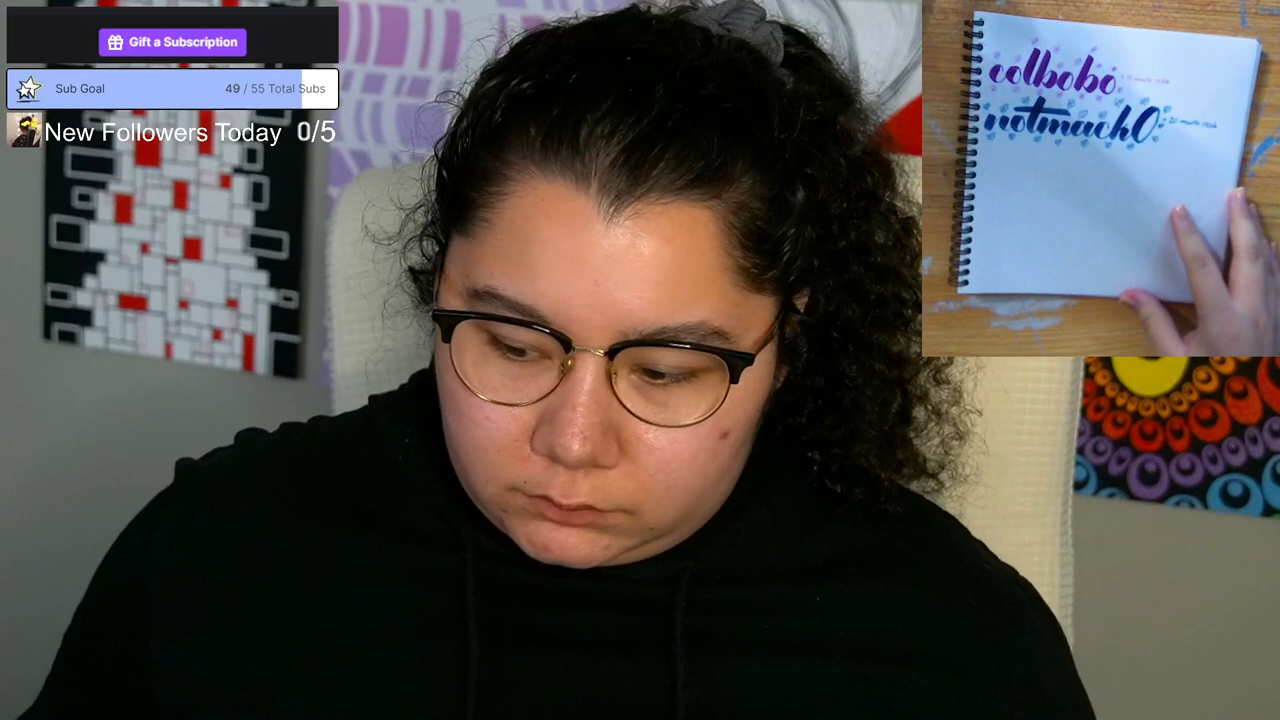 Gift a Subscription
Sub Goal 49 / 55 Total Subs
New Followers Today 0/5
colbobo
notmach0